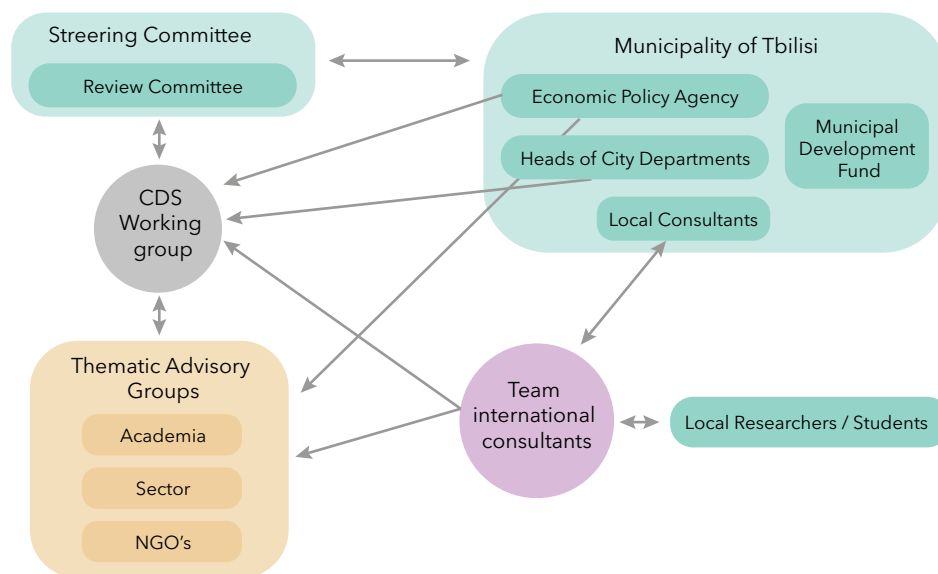 Streering Committee
Review Committee
Municipality of Tbilisi
Economic Policy Agency
Heads of City Departments
Municipal
Development
Fund
Local Consultants
CDS
Working
group
Thematic Advisory
Groups
Academia
Sector
NGO's
Team
international
consultants
Local Researchers / Students